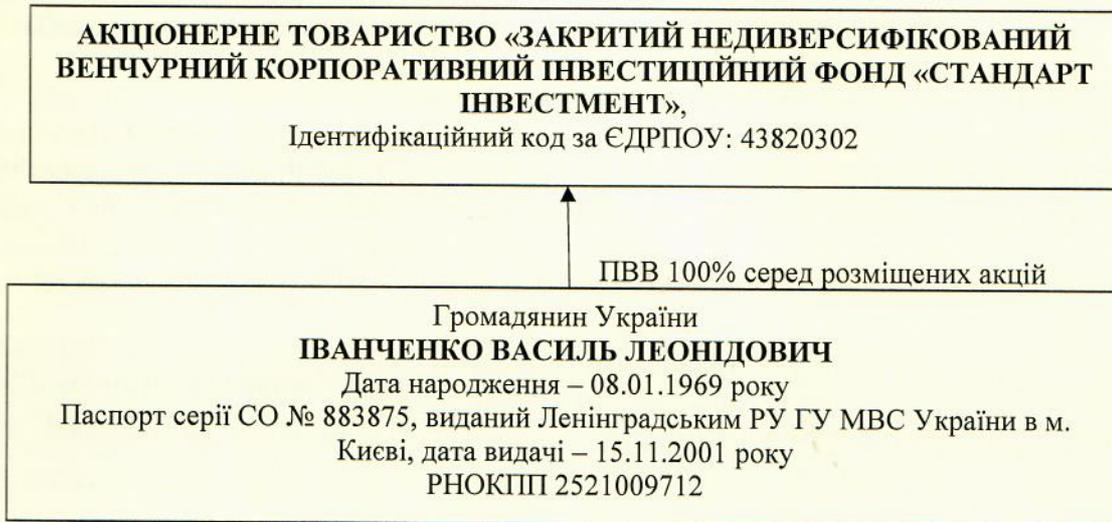 АКЦІОНЕРНЕ ТОВАРИСТВО «ЗАКРИТИЙ НЕДИВЕРСИФІКОВАНИЙ
ВЕНЧУРНИЙ КОРПОРАТИВНИЙ ІНВЕСТИЦІЙНИЙ ФОНД «СТАНДАРТ
ІНВЕСТМЕНТ»,
Ідентифікаційний код за ЄДРПОУ: 43820302
ПВВ 100% серед розміщених акцій
Громадянин України
ІВАНЧЕНКО ВАСИЛЬ ЛЕОНІДОВИЧ
Дата народження – 08.01.1969 року
Паспорт серії СО № 883875, виданий Ленінградським РУ ГУ МВС України в м.
Києві, дата видачі – 15.11.2001 року
РНОКПП 2521009712